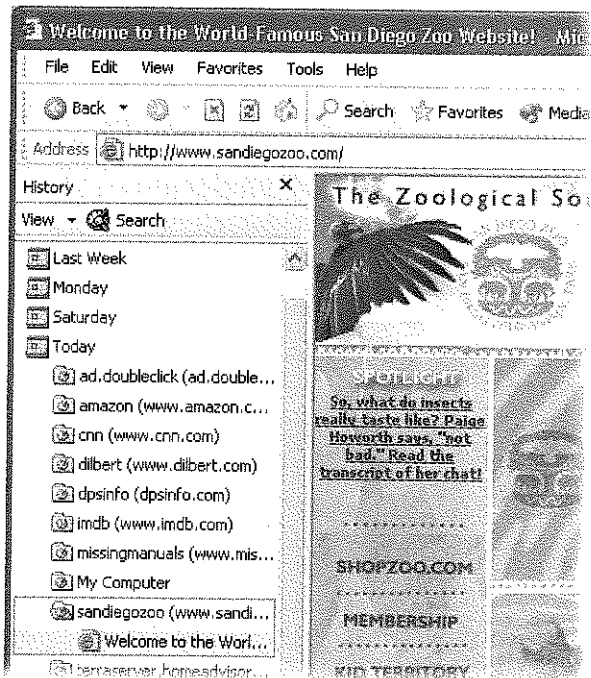 Welcome to the World-Famous San Diego Zoo Website! - Mic
File Edit View Favorites Tools Help
Back Search Favorites Media
Address http://www.sandiegozoo.com/
History
View Search
Last Week
Monday
Saturday
Today
ad.doubleclick (ad.double...
amazon (www.amazon.c...
cnn (www.cnn.com)
dilbert (www.dilbert.com)
dpsinfo (dpsinfo.com)
imdb (www.imdb.com)
missingmanuals (www.mis...
My Computer
sandiegozoo (www.sandi...
Welcome to the Worl...
terraserver.homeadvisor...
The Zoological So
SPOTLIGHT
So, what do insects
really taste like? Paige
Howorth says, "not
bad." Read the
transcript of her chat!
SHOPZOO.COM
MEMBERSHIP
KID TERRITORY